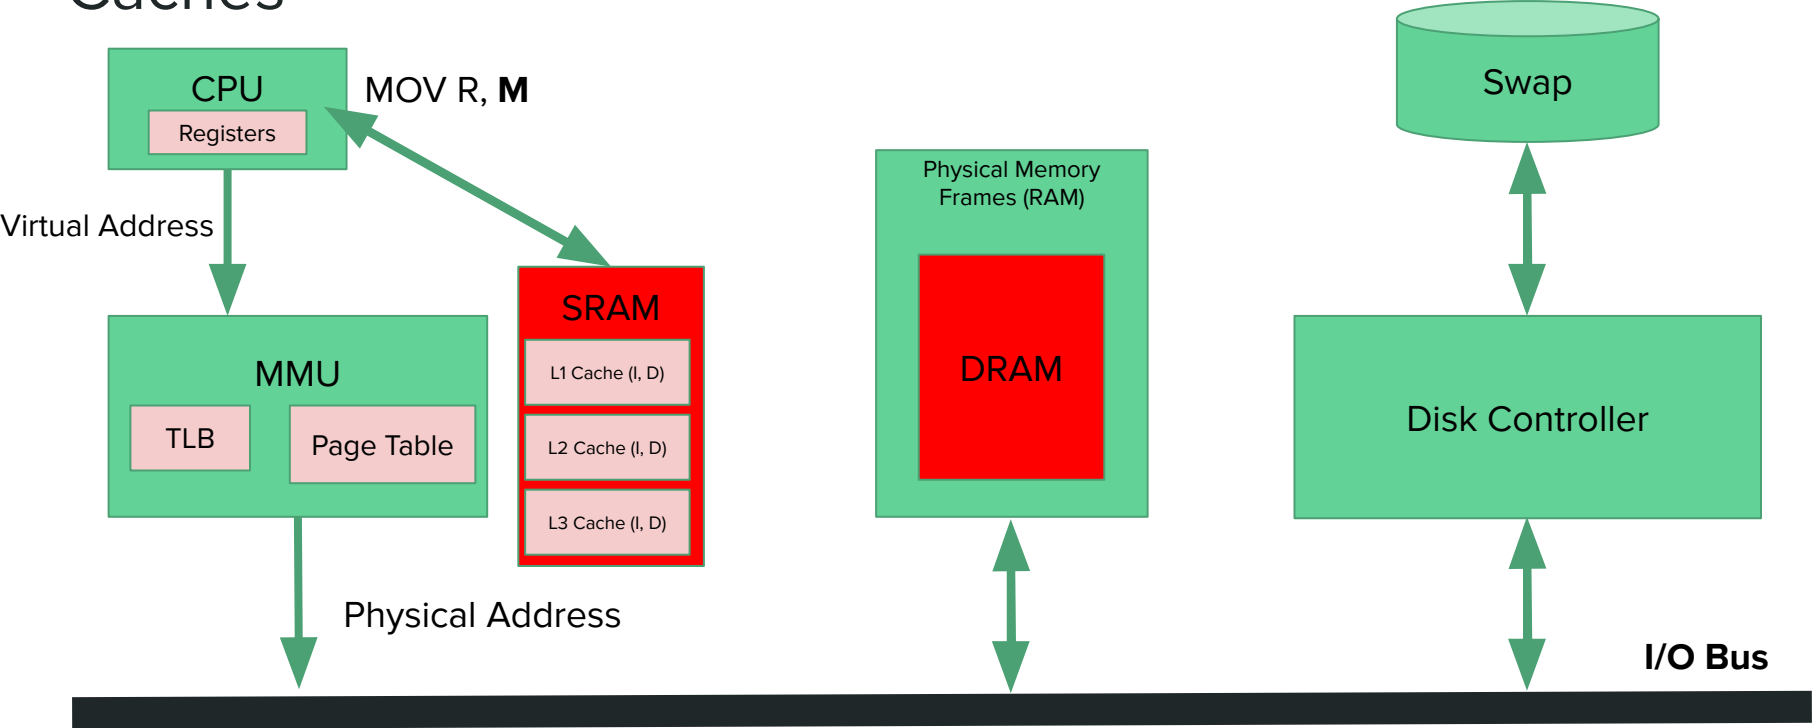 Caches
CPU
Registers
MOV R, M
Virtual Address
MMU
TLB
Page Table
SRAM
L1 Cache (I, D)
L2 Cache (I, D)
L3 Cache (I, D)
Physical Address
Physical Memory
Frames (RAM)
DRAM
Swap
Disk Controller
I/O Bus